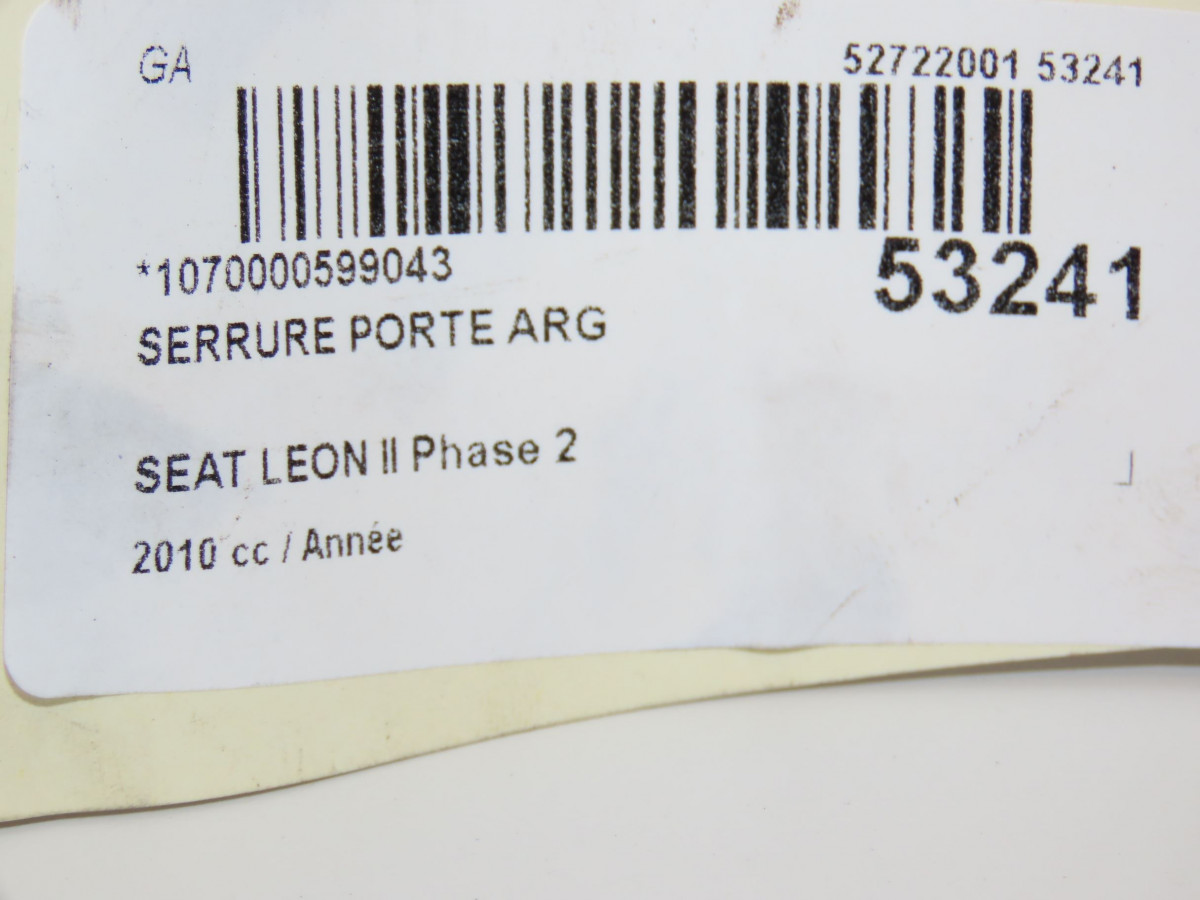 GA 52722001 53241
*1070000599043 53241
SERRURE PORTE ARG
SEAT LEON II Phase 2
2010 cc / Année